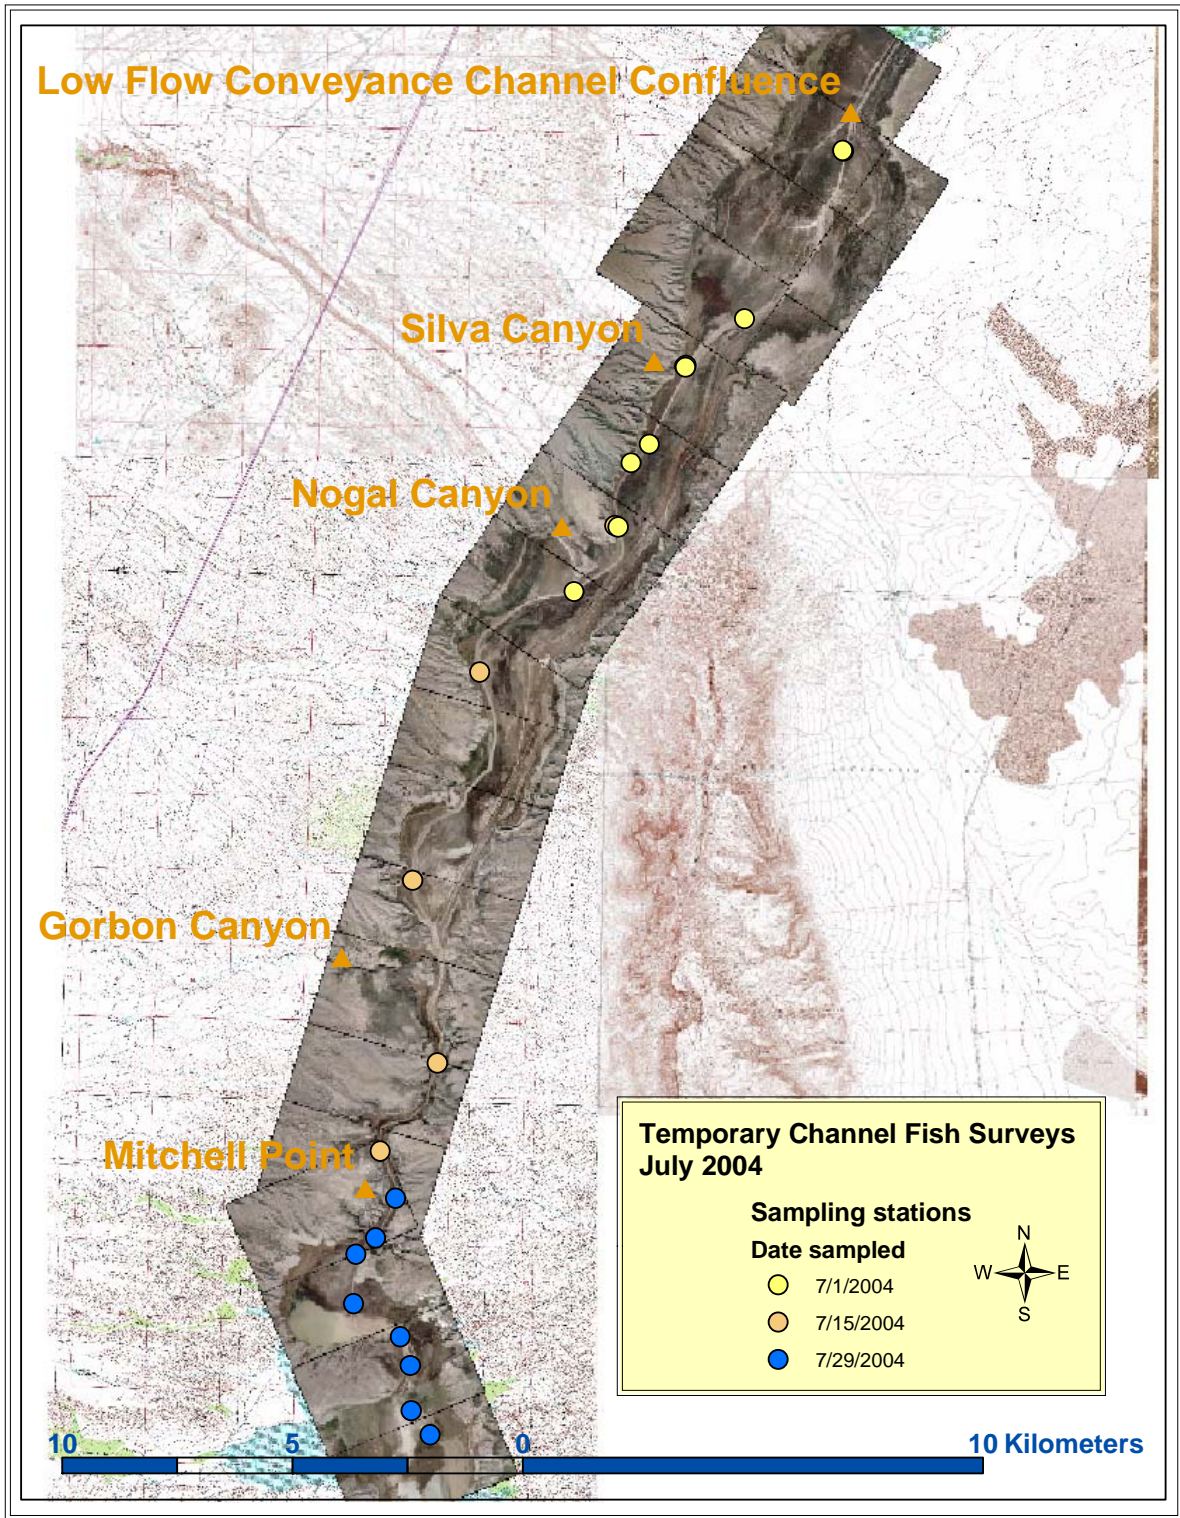 Low Flow Conveyance Channel Confluence
Silva Canyon
Nogal Canyon
Gorbon Canyon
Mitchell Point
Temporary Channel Fish Surveys
July 2004
Sampling stations
Date sampled
7/1/2004
7/15/2004
7/29/2004
N
W E
S
10 5 0 10 Kilometers